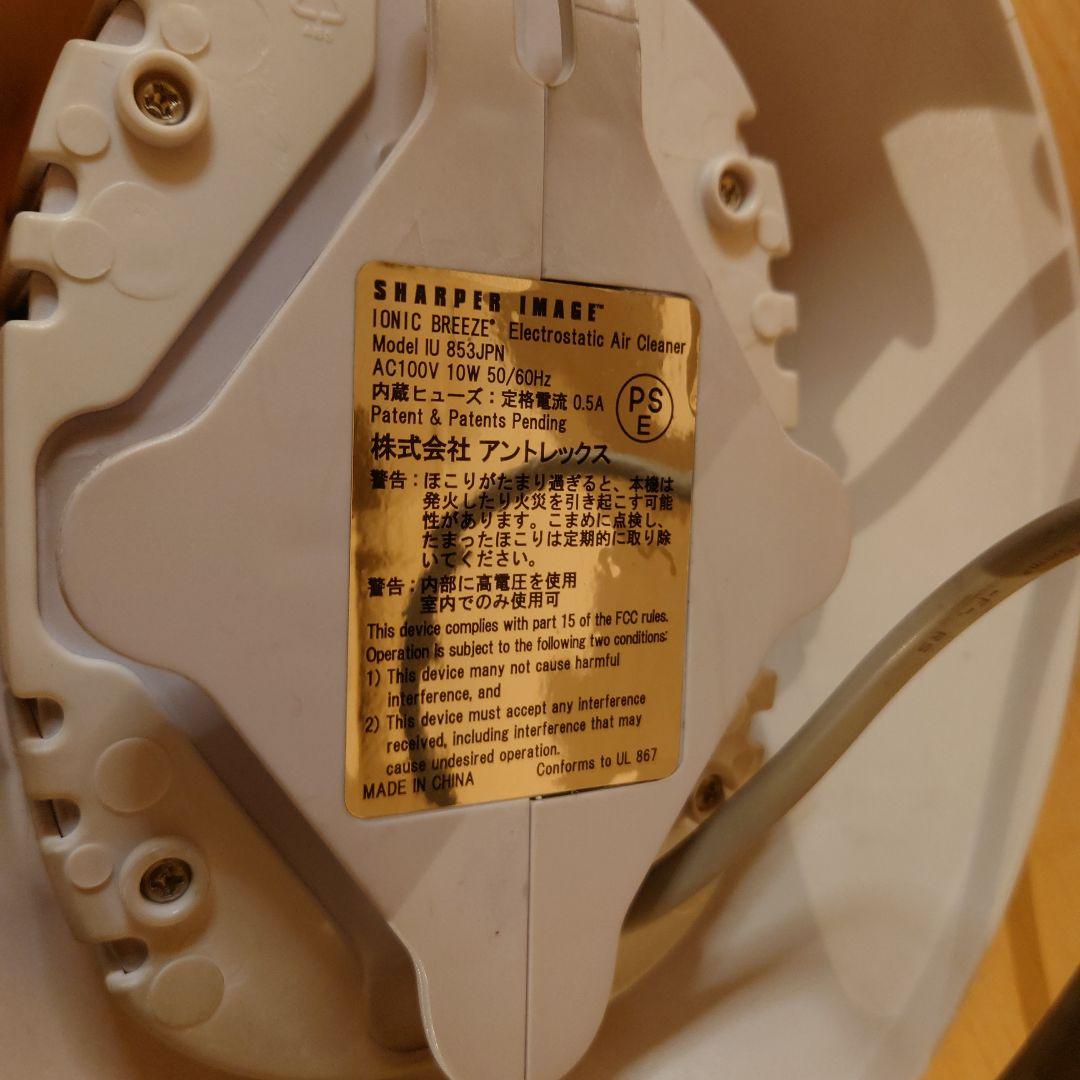 SHARPER IMAGE™
IONIC BREEZE® Electrostatic Air Cleaner
Model IU 853JPN
AC100V 10W 50/60Hz
内蔵ヒューズ：定格電流 0.5A
PS
E
Patent & Patents Pending
株式会社 アントレックス
警告：ほこりがたまり過ぎると、本機は
発火したり火災を引き起こす可能
性があります。こまめに点検し、
たまったほこりは定期的に取り除
いてください。
警告：内部に高電圧を使用
室内でのみ使用可
This device complies with part 15 of the FCC rules.
Operation is subject to the following two conditions:
1) This device many not cause harmful
interference, and
2) This device must accept any interference
received, including interference that may
cause undesired operation.
MADE IN CHINA Conforms to UL 867